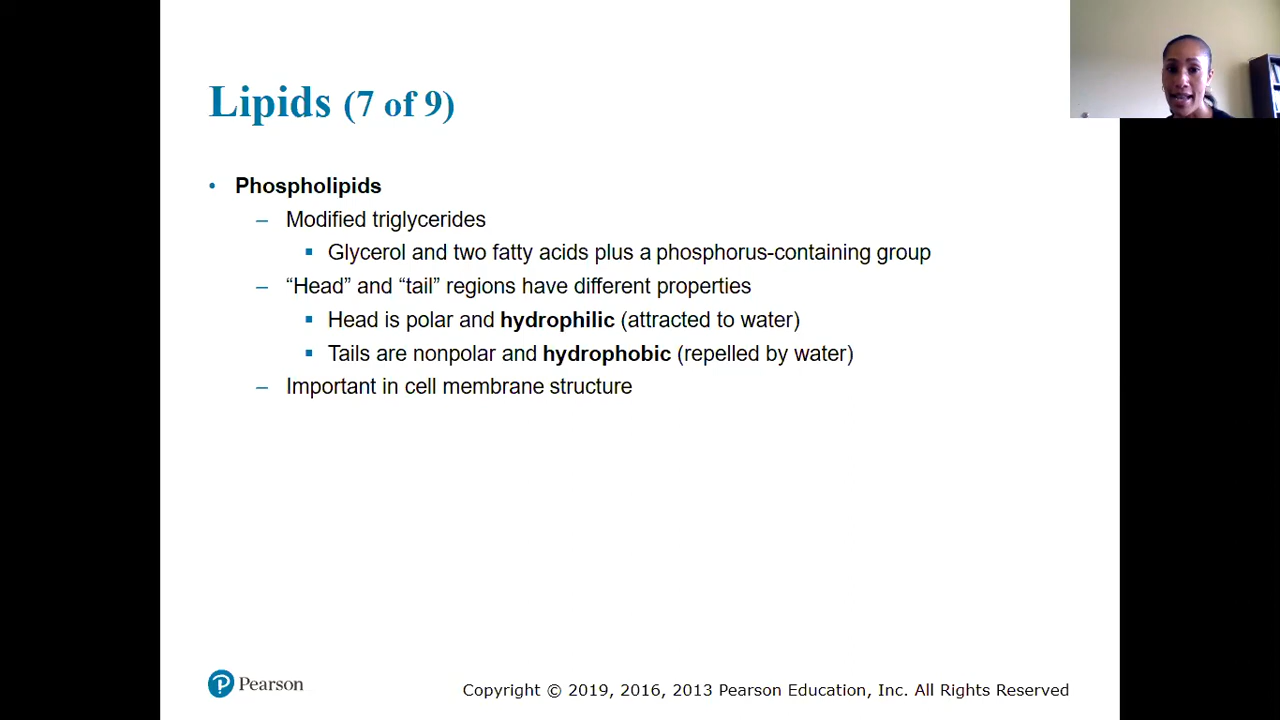 Lipids (7 of 9)
• Phospholipids
– Modified triglycerides
▪ Glycerol and two fatty acids plus a phosphorus-containing group
– “Head” and “tail” regions have different properties
▪ Head is polar and hydrophilic (attracted to water)
▪ Tails are nonpolar and hydrophobic (repelled by water)
– Important in cell membrane structure
P Pearson
Copyright © 2019, 2016, 2013 Pearson Education, Inc. All Rights Reserved